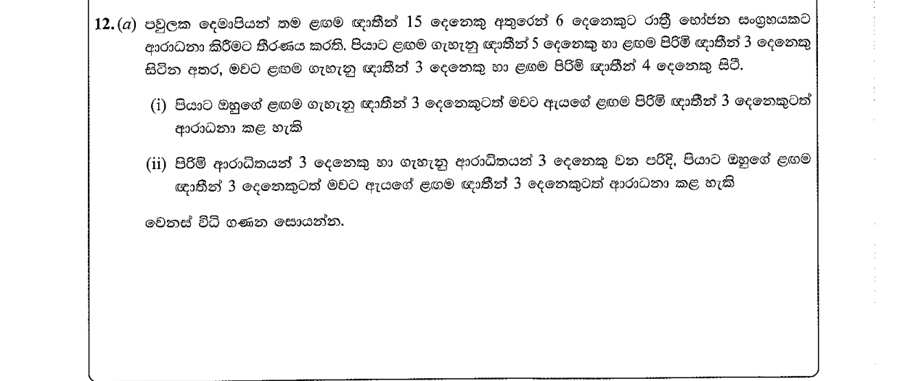 12. (a) පවුලක දෙමාපියන් තම ළඟම ඥාතීන් 15 දෙනෙකු අතුරෙන් 6 දෙනෙකුට රාත්‍රී භෝජන සංග්‍රහයකට
ආරාධනා කිරීමට තීරණය කරති. පියාට ළඟම ගැහැනු ඥාතීන් 5 දෙනෙකු හා ළඟම පිරිමි ඥාතීන් 3 දෙනෙකු
සිටින අතර, මවට ළඟම ගැහැනු ඥාතීන් 3 දෙනෙකු හා ළඟම පිරිමි ඥාතීන් 4 දෙනෙකු සිටී.
(i) පියාට ඔහුගේ ළඟම ගැහැනු ඥාතීන් 3 දෙනෙකුටත් මවට ඇයගේ ළඟම පිරිමි ඥාතීන් 3 දෙනෙකුටත්
ආරාධනා කළ හැකි
(ii) පිරිමි ආරාධිතයන් 3 දෙනෙකු හා ගැහැනු ආරාධිතයන් 3 දෙනෙකු වන පරිදි, පියාට ඔහුගේ ළඟම
ඥාතීන් 3 දෙනෙකුටත් මවට ඇයගේ ළඟම ඥාතීන් 3 දෙනෙකුටත් ආරාධනා කළ හැකි
වෙනස් විධි ගණන සොයන්න.